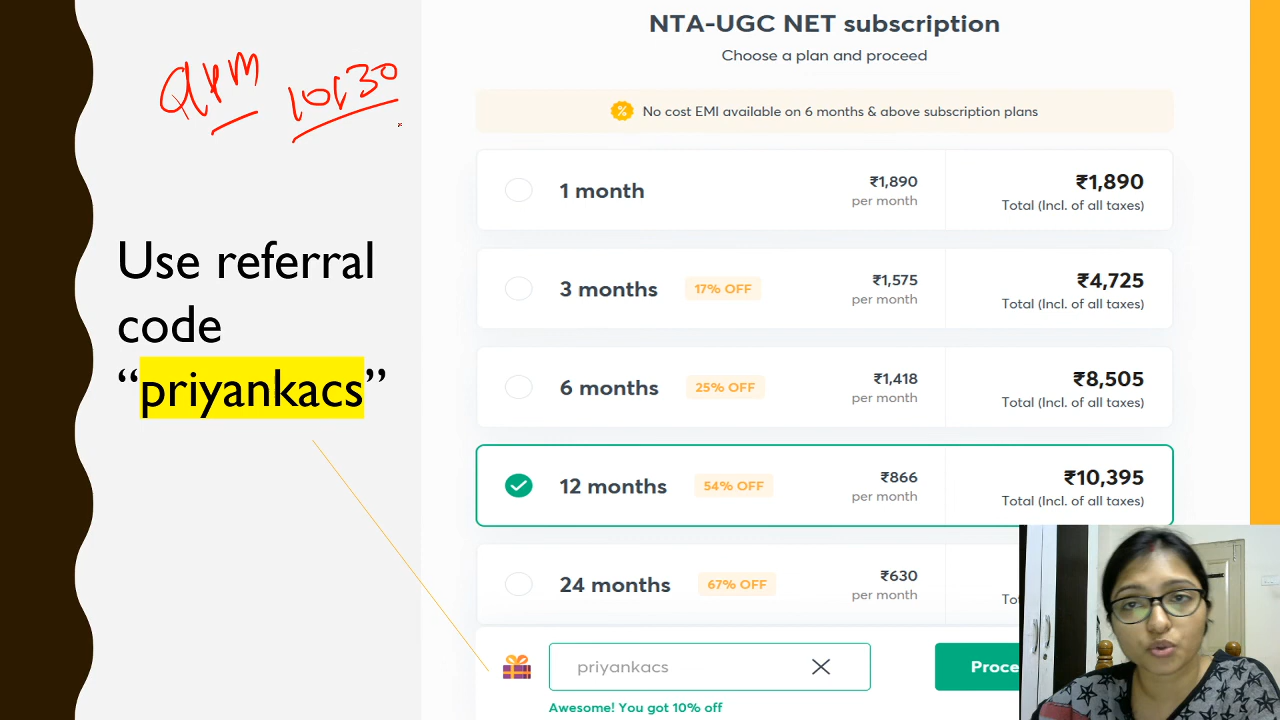 10:30
Use referral
code
“priyankacs”
NTA-UGC NET subscription
Choose a plan and proceed
No cost EMI available on 6 months & above subscription plans
1 month ₹1,890 ₹1,890
per month Total (Incl. of all taxes)
3 months 17% OFF ₹1,575 ₹4,725
per month Total (Incl. of all taxes)
6 months 25% OFF ₹1,418 ₹8,505
per month Total (Incl. of all taxes)
12 months 54% OFF ₹866 ₹10,395
per month Total (Incl. of all taxes)
24 months 67% OFF ₹630
per month
priyankacs
Awesome! You got 10% off